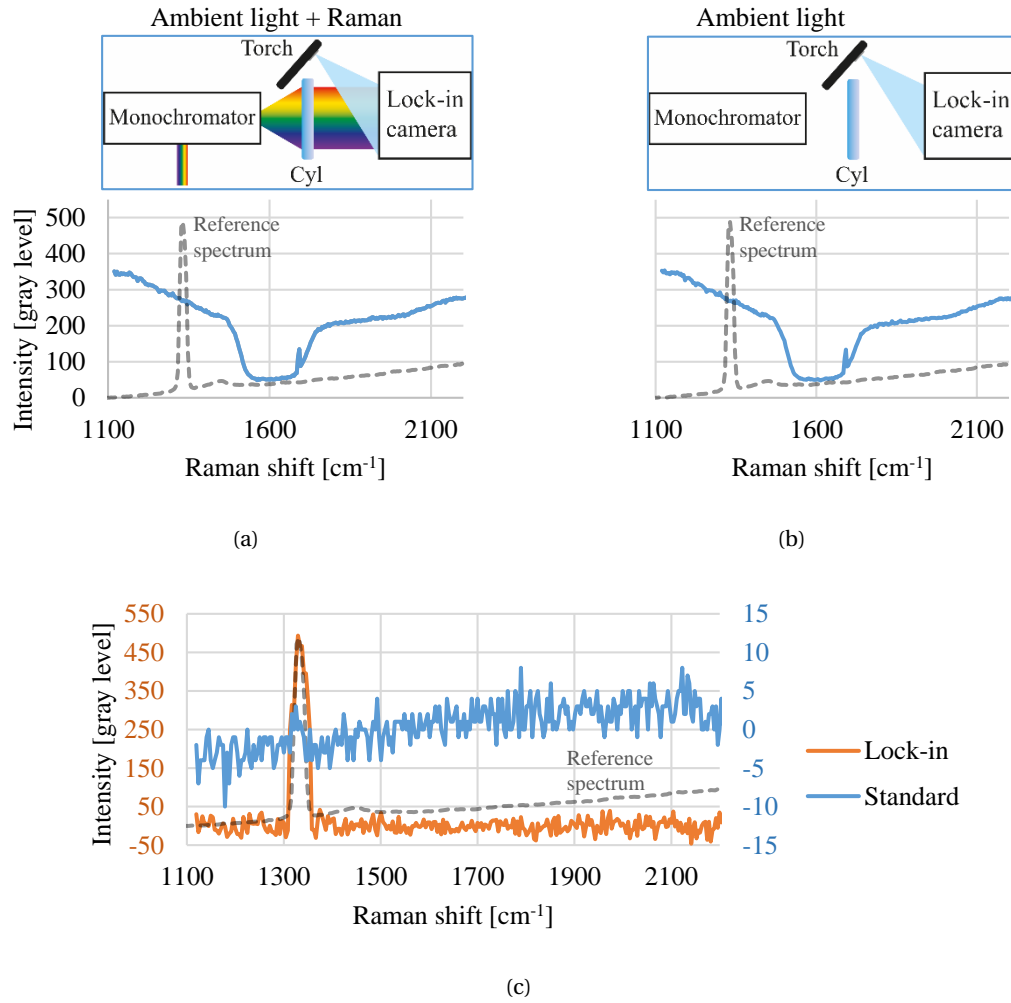 Ambient light + Raman
Torch
Monochromator
Lock-in
camera
Cyl
Intensity [gray level]
500
400
300
200
100
0
Reference
spectrum
1100 1600 2100
Raman shift [cm-1]
(a)
Ambient light
Torch
Monochromator
Lock-in
camera
Cyl
Reference
spectrum
1100 1600 2100
Raman shift [cm-1]
(b)
Intensity [gray level]
550
450
350
250
150
50
-50
15
10
5
0
-5
-10
-15
Reference
spectrum
Lock-in
Standard
1100 1300 1500 1700 1900 2100
Raman shift [cm-1]
(c)